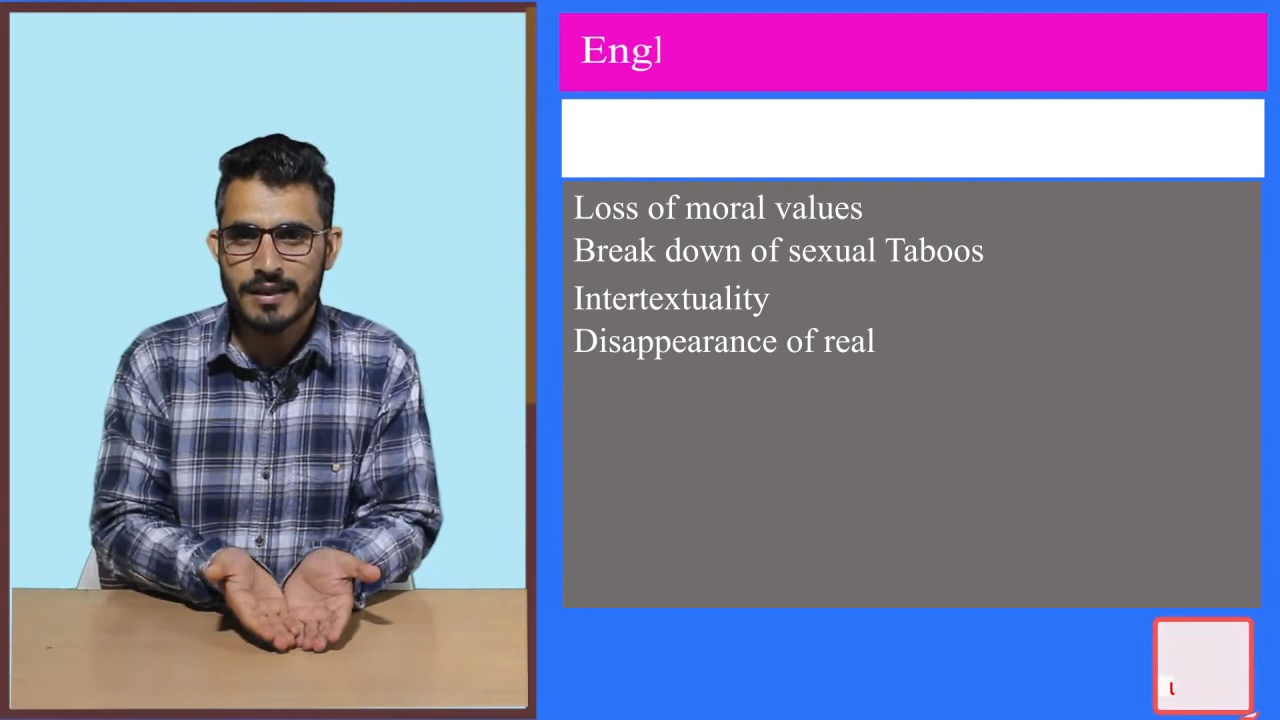 Engl
Loss of moral values
Break down of sexual Taboos
Intertextuality
Disappearance of real